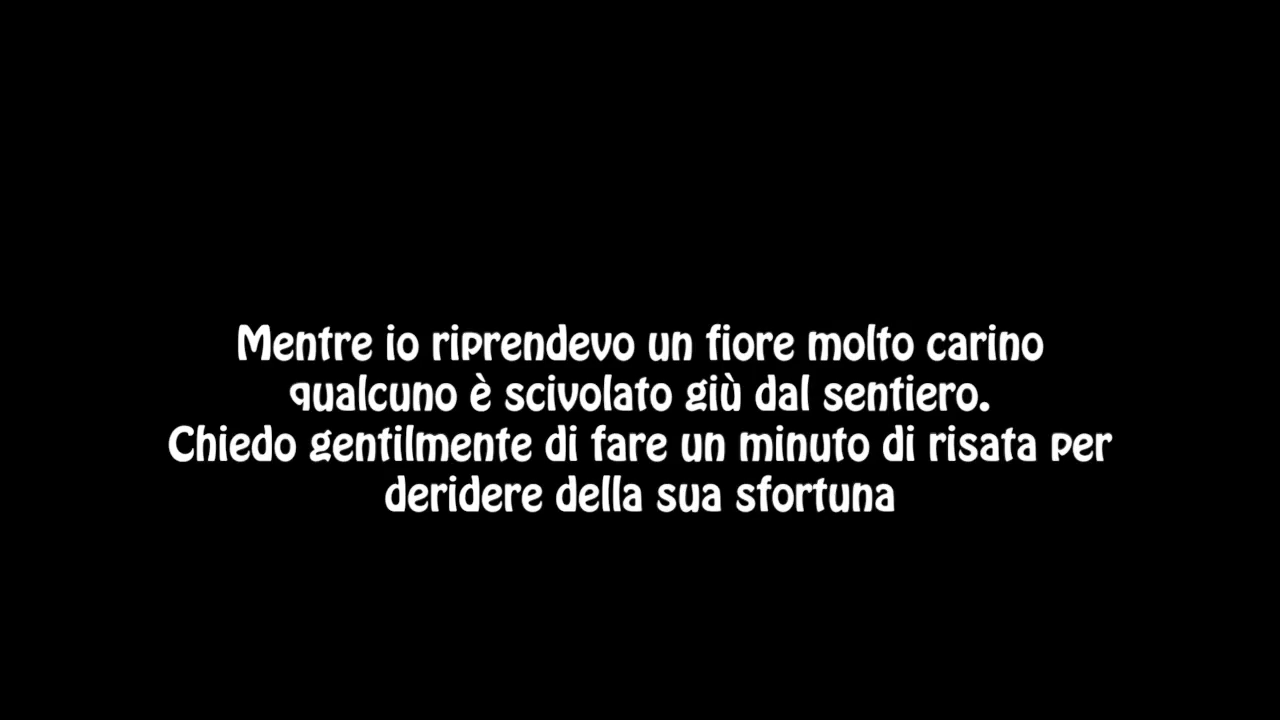 Mentre io riprendevo un fiore molto carino
qualcuno è scivolato giù dal sentiero.
Chiedo gentilmente di fare un minuto di risata per
deridere della sua sfortuna